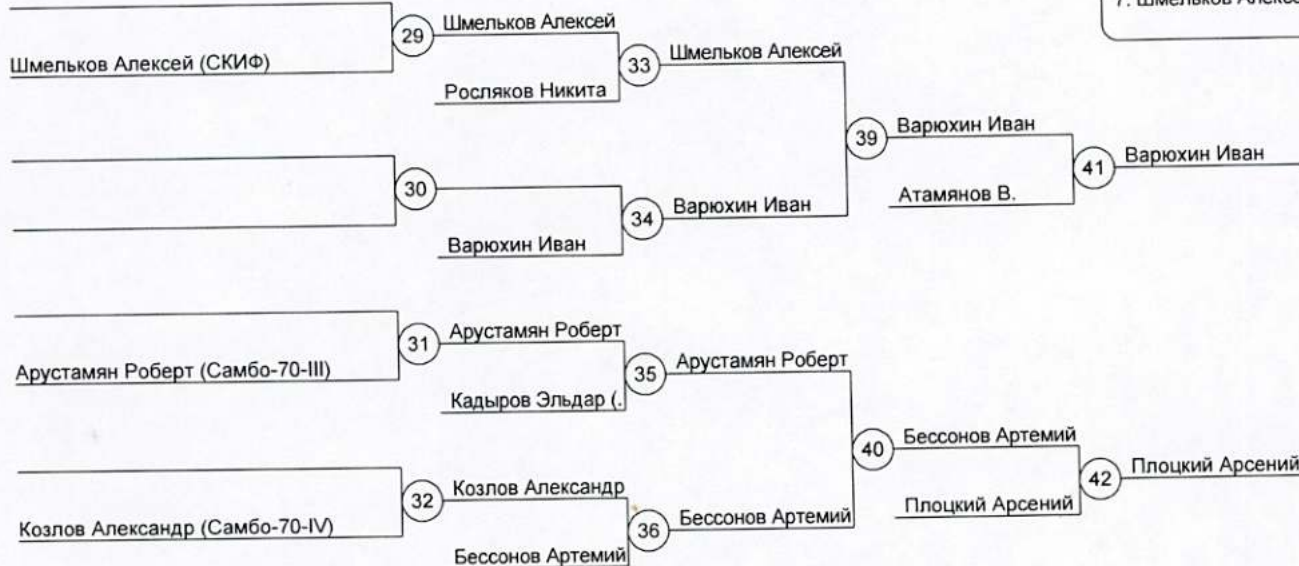 7. Шмельков Алексе
29
Шмельков Алексей
Шмельков Алексей (СКИФ)
33
Шмельков Алексей
Росляков Никита
39
Варюхин Иван
30
41
Варюхин Иван
34
Варюхин Иван
Атамянов В.
Варюхин Иван
31
Арустамян Роберт
Арустамян Роберт (Самбо-70-III)
35
Арустамян Роберт
Кадыров Эльдар (.
40
Бессонов Артемий
32
Козлов Александр
42
Плоцкий Арсений
Козлов Александр (Самбо-70-IV)
36
Бессонов Артемий
Плоцкий Арсений
Бессонов Артемий